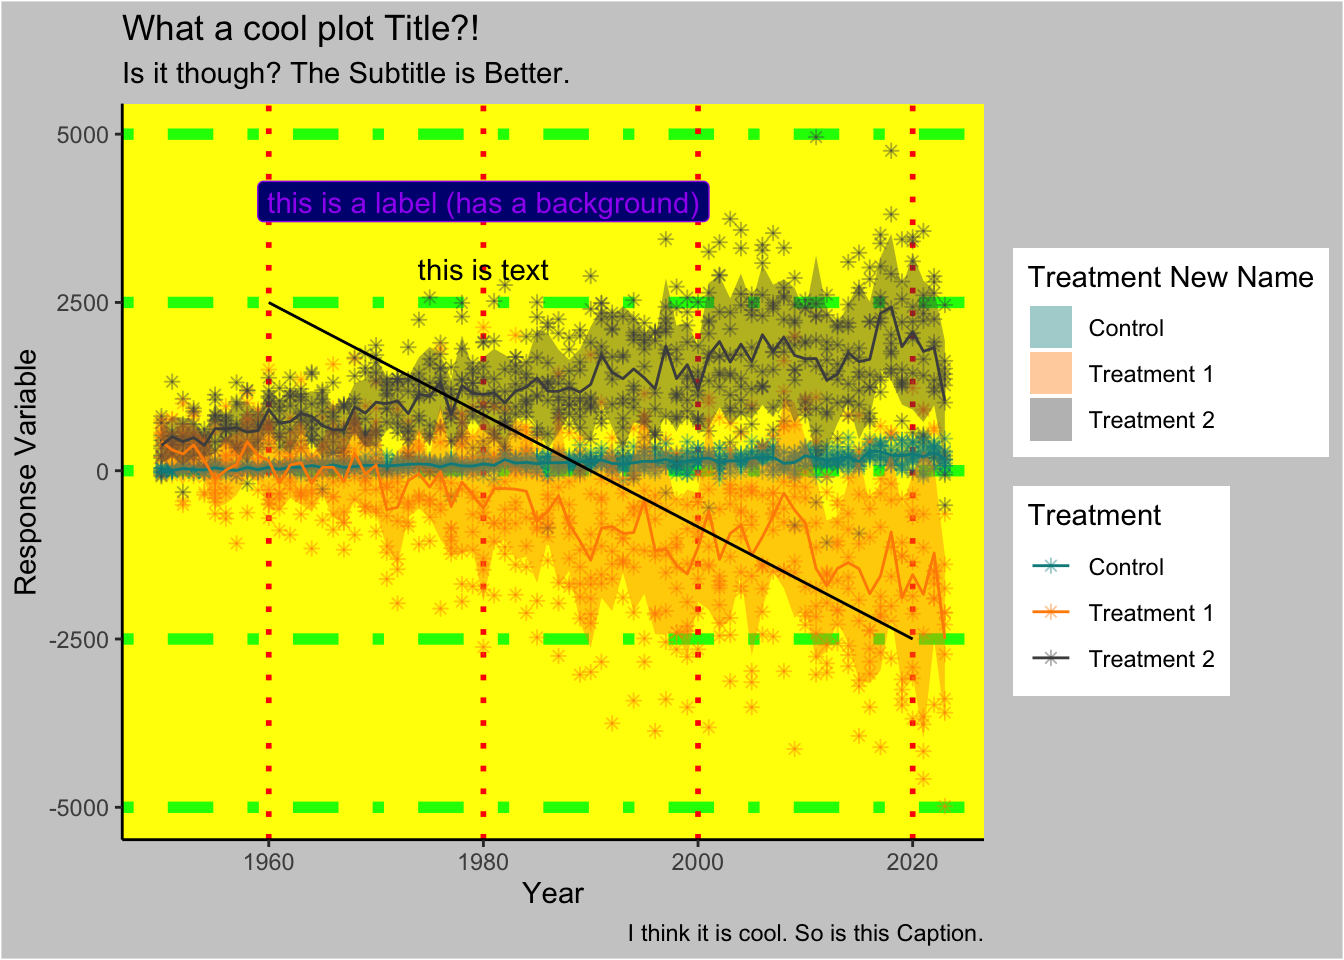 What a cool plot Title?!
Is it though? The Subtitle is Better.
Response Variable
5000
2500
0
-2500
-5000
this is a label (has a background)
this is text
1960 1980 2000 2020
Year
I think it is cool. So is this Caption.
Treatment New Name
Control
Treatment 1
Treatment 2
Treatment
Control
Treatment 1
Treatment 2